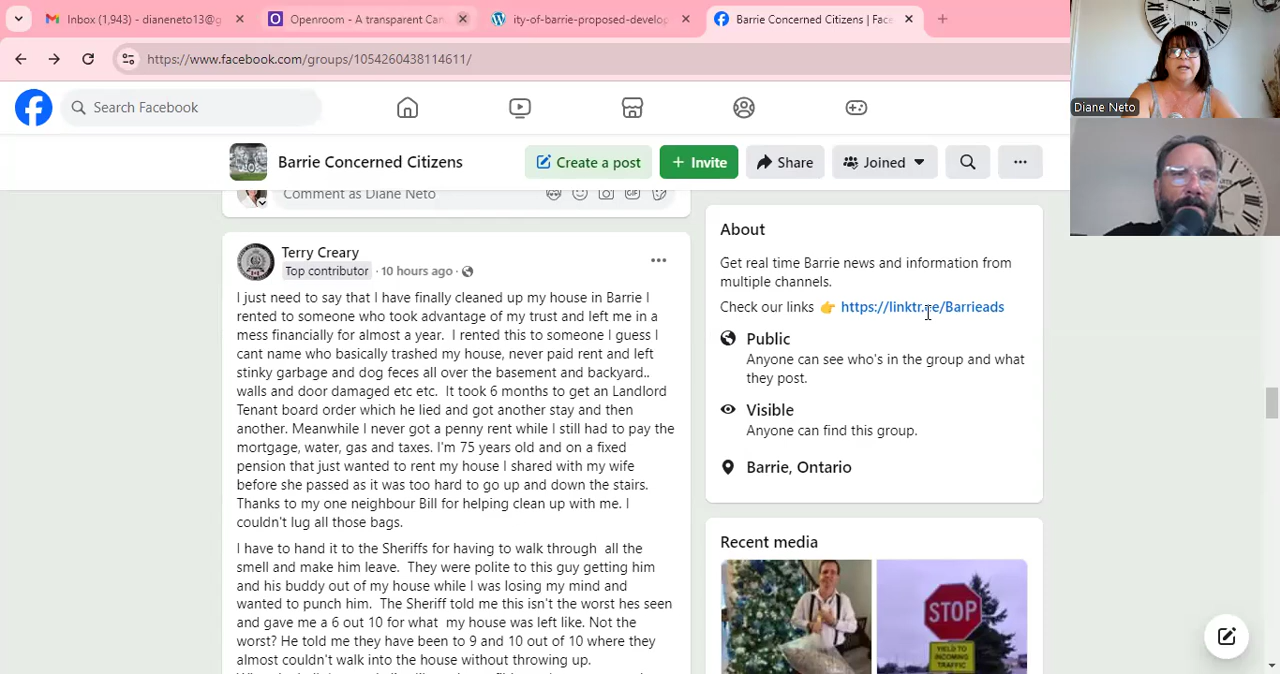 Inbox (1,943) - dianeneto13@g
Openroom - A transparent Can
ity-of-barrie-proposed-develop
Barrie Concerned Citizens | Face
https://www.facebook.com/groups/1054260438114611/
Diane Neto
Search Facebook
Barrie Concerned Citizens
Create a post
+ Invite
Share
Joined
Comment as Diane Neto
GIF
Terry Creary
Top contributor · 10 hours ago ·
I just need to say that I have finally cleaned up my house in Barrie I
rented to someone who took advantage of my trust and left me in a
mess financially for almost a year. I rented this to someone I guess I
cant name who basically trashed my house, never paid rent and left
stinky garbage and dog feces all over the basement and backyard..
walls and door damaged etc etc. It took 6 months to get an Landlord
Tenant board order which he lied and got another stay and then
another. Meanwhile I never got a penny rent while I still had to pay the
mortgage, water, gas and taxes. I'm 75 years old and on a fixed
pension that just wanted to rent my house I shared with my wife
before she passed as it was too hard to go up and down the stairs.
Thanks to my one neighbour Bill for helping clean up with me. I
couldn't lug all those bags.
I have to hand it to the Sheriffs for having to walk through all the
smell and make him leave. They were polite to this guy getting him
and his buddy out of my house while I was losing my mind and
wanted to punch him. The Sheriff told me this isn't the worst hes seen
and gave me a 6 out 10 for what my house was left like. Not the
worst? He told me they have been to 9 and 10 out of 10 where they
almost couldn't walk into the house without throwing up.
About
Get real time Barrie news and information from
multiple channels.
Check our links 👉 https://linktr.ee/Barrieads
Public
Anyone can see who's in the group and what
they post.
Visible
Anyone can find this group.
Barrie, Ontario
Recent media
STOP
YIELD TO
INCOMING
TRAFFIC